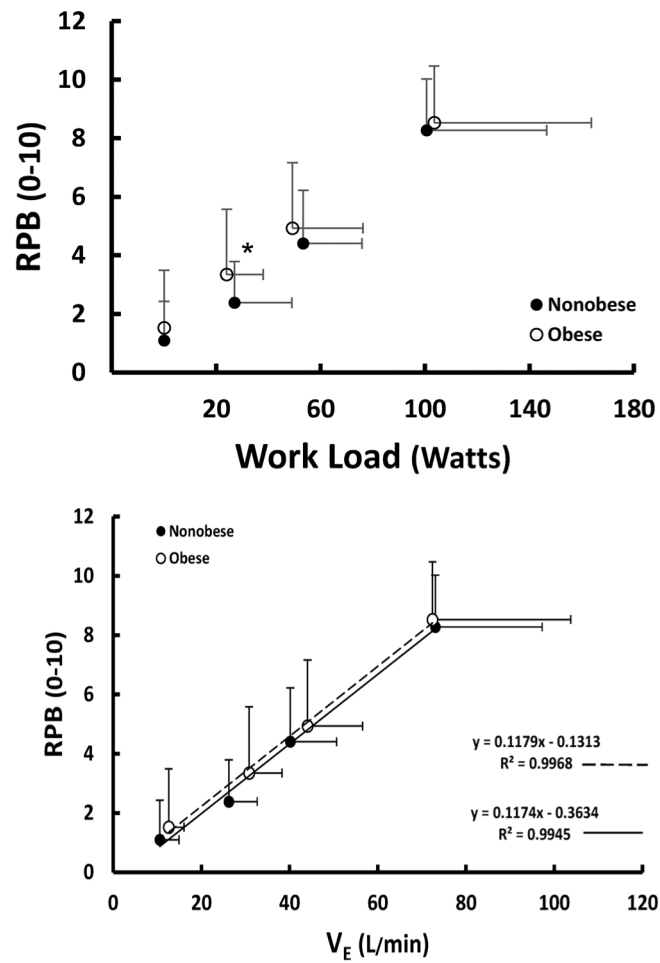 12
10
8
6
4
2
0
RPB (0-10)
*
Nonobese
Obese
20 60 100 140 180
Work Load (Watts)
12
10
8
6
4
2
0
RPB (0-10)
Nonobese
Obese
y = 0.1179x - 0.1313
R² = 0.9968
y = 0.1174x - 0.3634
R² = 0.9945
0 20 40 60 80 100 120
VE (L/min)